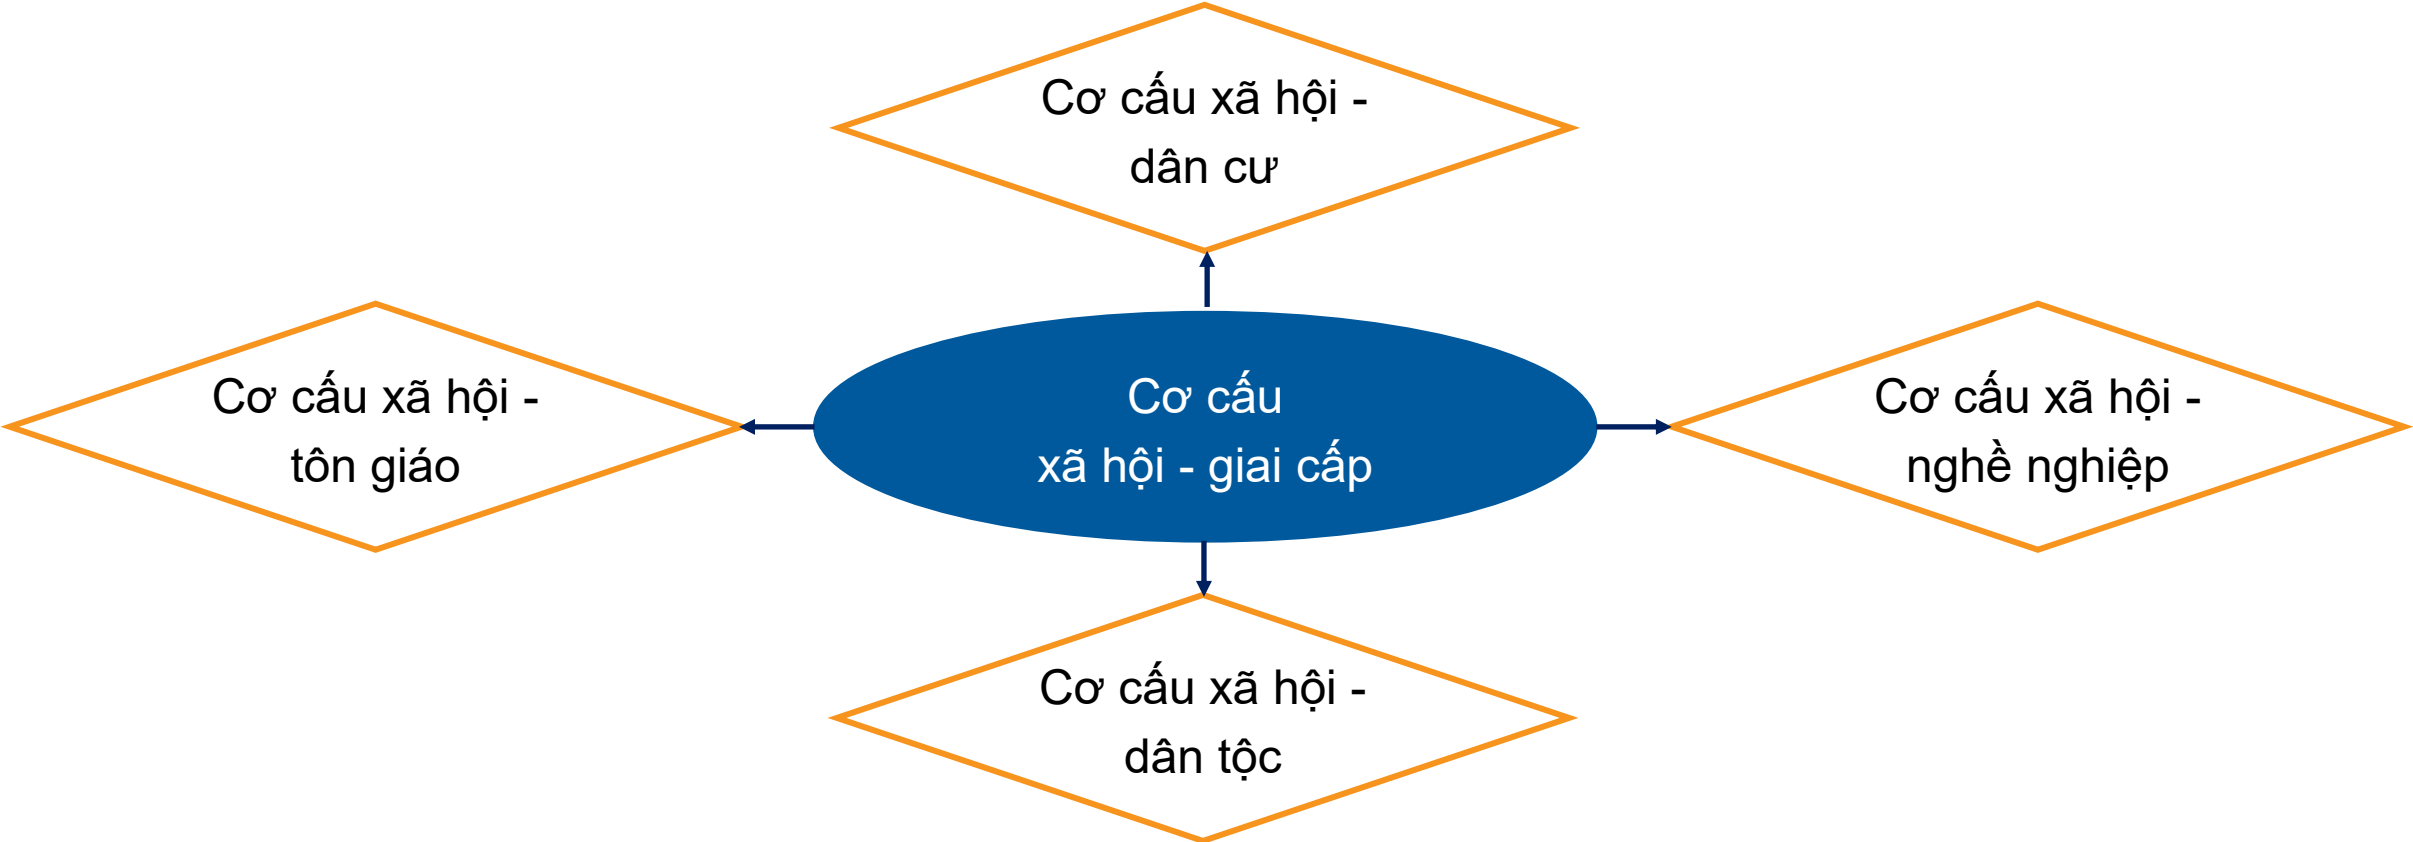 Cơ cấu xã hội -
dân cư
Cơ cấu xã hội -
tôn giáo
Cơ cấu
xã hội - giai cấp
Cơ cấu xã hội -
nghề nghiệp
Cơ cấu xã hội -
dân tộc